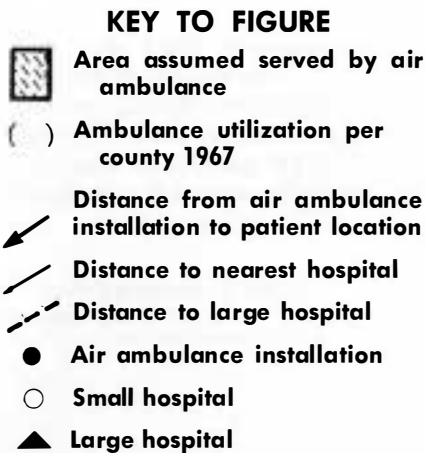 KEY TO FIGURE
Area assumed served by air
ambulance
( ) Ambulance utilization per
county 1967
Distance from air ambulance
installation to patient location
Distance to nearest hospital
Distance to large hospital
Air ambulance installation
Small hospital
Large hospital